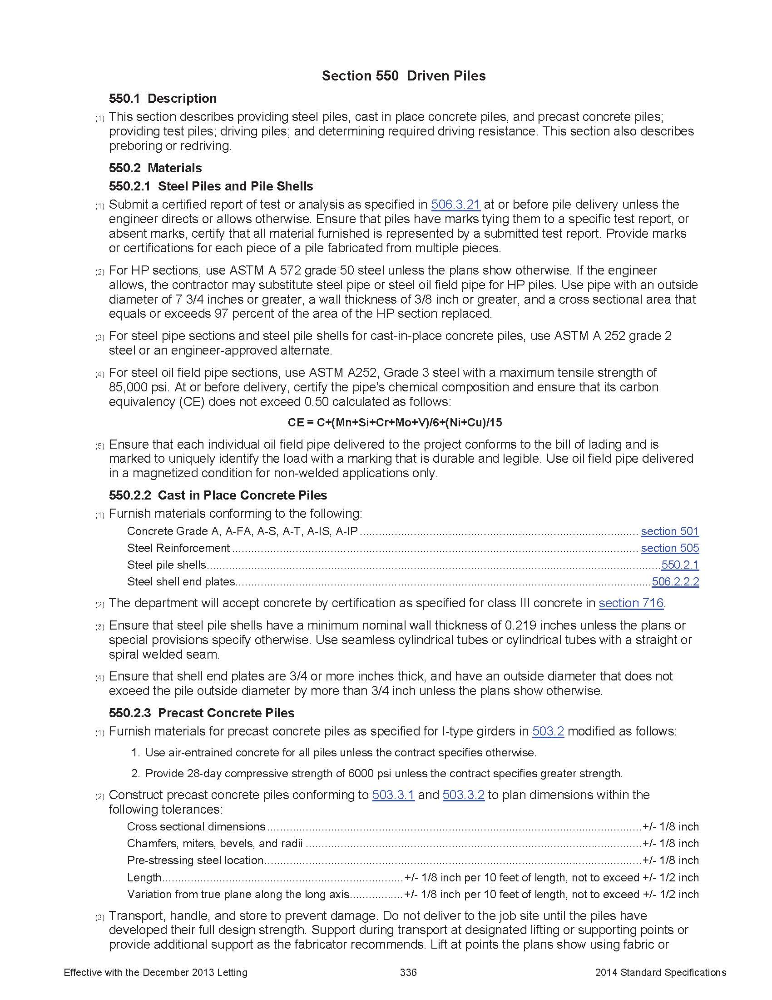 Section 550  Driven Piles
550.1  Description
(1) This section describes providing steel piles, cast in place concrete piles, and precast concrete piles;
providing test piles; driving piles; and determining required driving resistance. This section also describes
preboring or redriving.
550.2  Materials
550.2.1  Steel Piles and Pile Shells
(1) Submit a certified report of test or analysis as specified in 506.3.21 at or before pile delivery unless the
engineer directs or allows otherwise. Ensure that piles have marks tying them to a specific test report, or
absent marks, certify that all material furnished is represented by a submitted test report. Provide marks
or certifications for each piece of a pile fabricated from multiple pieces.
(2) For HP sections, use ASTM A 572 grade 50 steel unless the plans show otherwise. If the engineer
allows, the contractor may substitute steel pipe or steel oil field pipe for HP piles. Use pipe with an outside
diameter of 7 3/4 inches or greater, a wall thickness of 3/8 inch or greater, and a cross sectional area that
equals or exceeds 97 percent of the area of the HP section replaced.
(3) For steel pipe sections and steel pile shells for cast-in-place concrete piles, use ASTM A 252 grade 2
steel or an engineer-approved alternate.
(4) For steel oil field pipe sections, use ASTM A252, Grade 3 steel with a maximum tensile strength of
85,000 psi. At or before delivery, certify the pipe’s chemical composition and ensure that its carbon
equivalency (CE) does not exceed 0.50 calculated as follows:
CE = C+(Mn+Si+Cr+Mo+V)/6+(Ni+Cu)/15
(5) Ensure that each individual oil field pipe delivered to the project conforms to the bill of lading and is
marked to uniquely identify the load with a marking that is durable and legible. Use oil field pipe delivered
in a magnetized condition for non-welded applications only.
550.2.2  Cast in Place Concrete Piles
(1) Furnish materials conforming to the following:
Concrete Grade A, A-FA, A-S, A-T, A-IS, A-IP ........ section 501
Steel Reinforcement ........ section 505
Steel pile shells........ 550.2.1
Steel shell end plates........ 506.2.2.2
(2) The department will accept concrete by certification as specified for class III concrete in section 716.
(3) Ensure that steel pile shells have a minimum nominal wall thickness of 0.219 inches unless the plans or
special provisions specify otherwise. Use seamless cylindrical tubes or cylindrical tubes with a straight or
spiral welded seam.
(4) Ensure that shell end plates are 3/4 or more inches thick, and have an outside diameter that does not
exceed the pile outside diameter by more than 3/4 inch unless the plans show otherwise.
550.2.3  Precast Concrete Piles
(1) Furnish materials for precast concrete piles as specified for I-type girders in 503.2 modified as follows:
1. Use air-entrained concrete for all piles unless the contract specifies otherwise.
2. Provide 28-day compressive strength of 6000 psi unless the contract specifies greater strength.
(2) Construct precast concrete piles conforming to 503.3.1 and 503.3.2 to plan dimensions within the
following tolerances:
Cross sectional dimensions ........ +/- 1/8 inch
Chamfers, miters, bevels, and radii ........ +/- 1/8 inch
Pre-stressing steel location........ +/- 1/8 inch
Length........ +/- 1/8 inch per 10 feet of length, not to exceed +/- 1/2 inch
Variation from true plane along the long axis........ +/- 1/8 inch per 10 feet of length, not to exceed +/- 1/2 inch
(3) Transport, handle, and store to prevent damage. Do not deliver to the job site until the piles have
developed their full design strength. Support during transport at designated lifting or supporting points or
provide additional support as the fabricator recommends. Lift at points the plans show using fabric or
Effective with the December 2013 Letting 336 2014 Standard Specifications